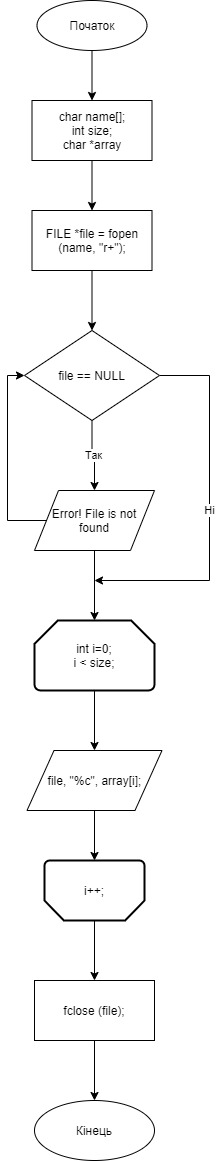 Початок
char name[];
int size;
char *array
FILE *file = fopen
(name, "r+");
file == NULL
Так
Error! File is not
found
Ні
int i=0;
i < size;
file, "%c", array[i];
i++;
fclose (file);
Кінець